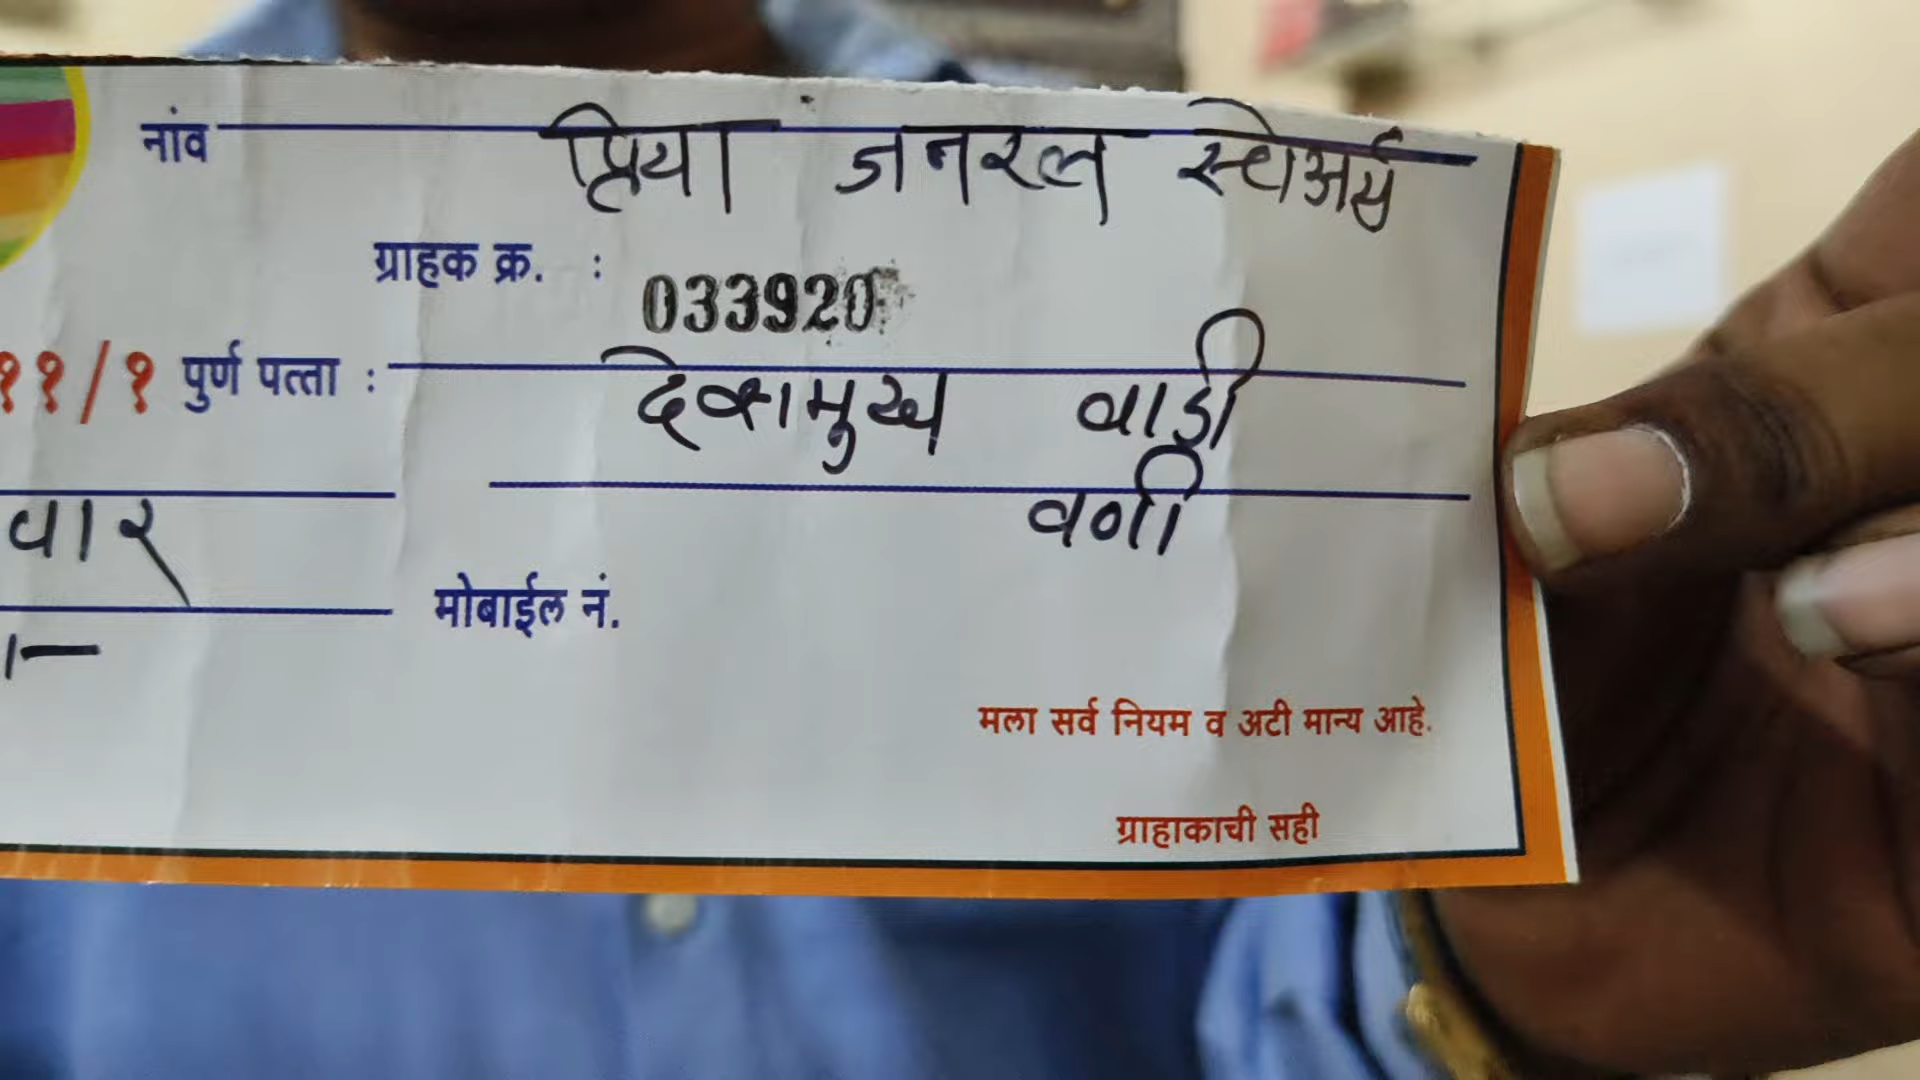 नांव प्रिया जनरल स्टोअर्स
ग्राहक क्र. : 033920
११/१ पुर्ण पत्ता : देशमुख वाडी
वणी
वार
मोबाईल नं.
/-
मला सर्व नियम व अटी मान्य आहे.
ग्राहाकाची सही